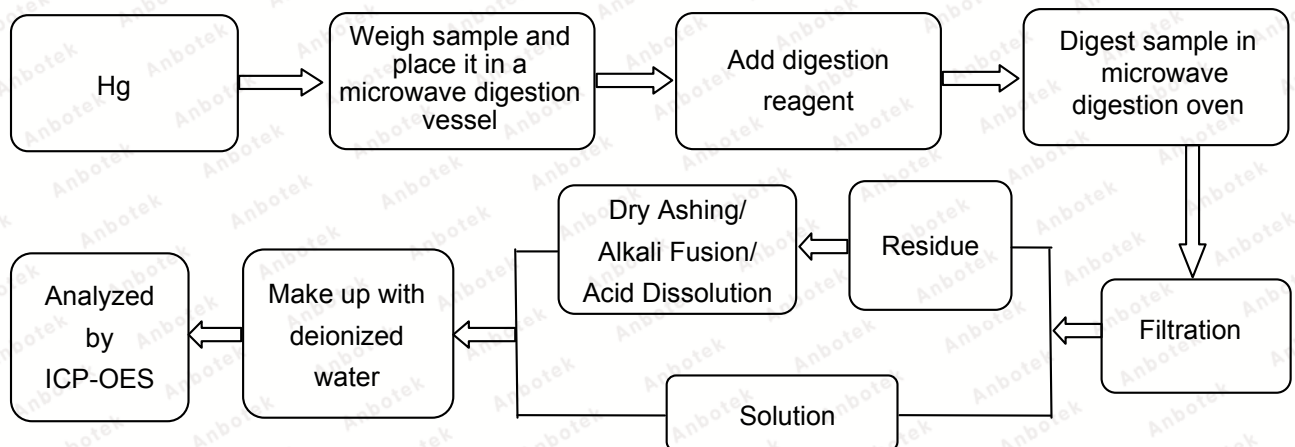 Hg
Weigh sample and
place it in a
microwave digestion
vessel
Add digestion
reagent
Digest sample in
microwave
digestion oven
Filtration
Residue
Dry Ashing/
Alkali Fusion/
Acid Dissolution
Solution
Make up with
deionized
water
Analyzed
by
ICP-OES
Anbotek